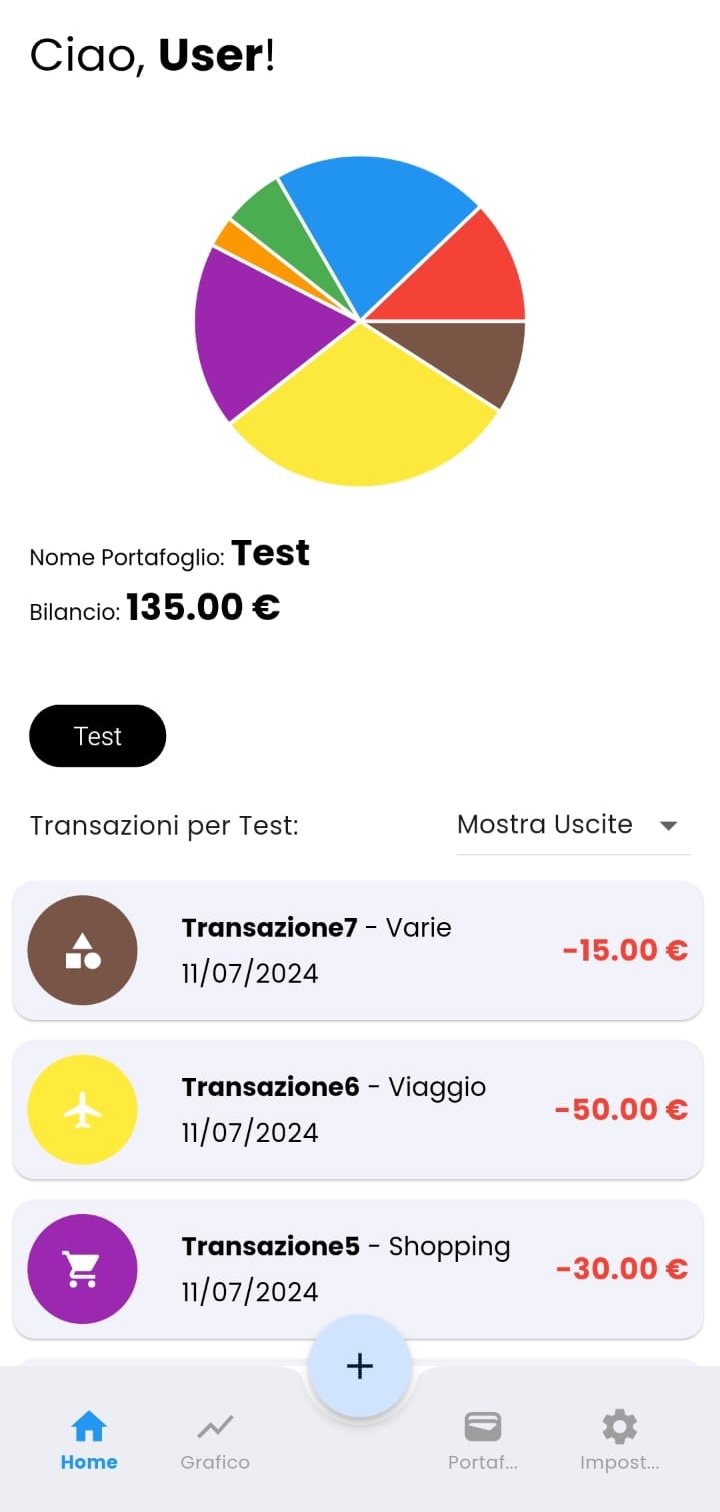 Ciao, User!
Nome Portafoglio: Test
Bilancio: 135.00 €
Test
Transazioni per Test:
Mostra Uscite
Transazione7 - Varie
11/07/2024
-15.00 €
Transazione6 - Viaggio
11/07/2024
-50.00 €
Transazione5 - Shopping
11/07/2024
-30.00 €
+
Home
Grafico
Portaf...
Impost...